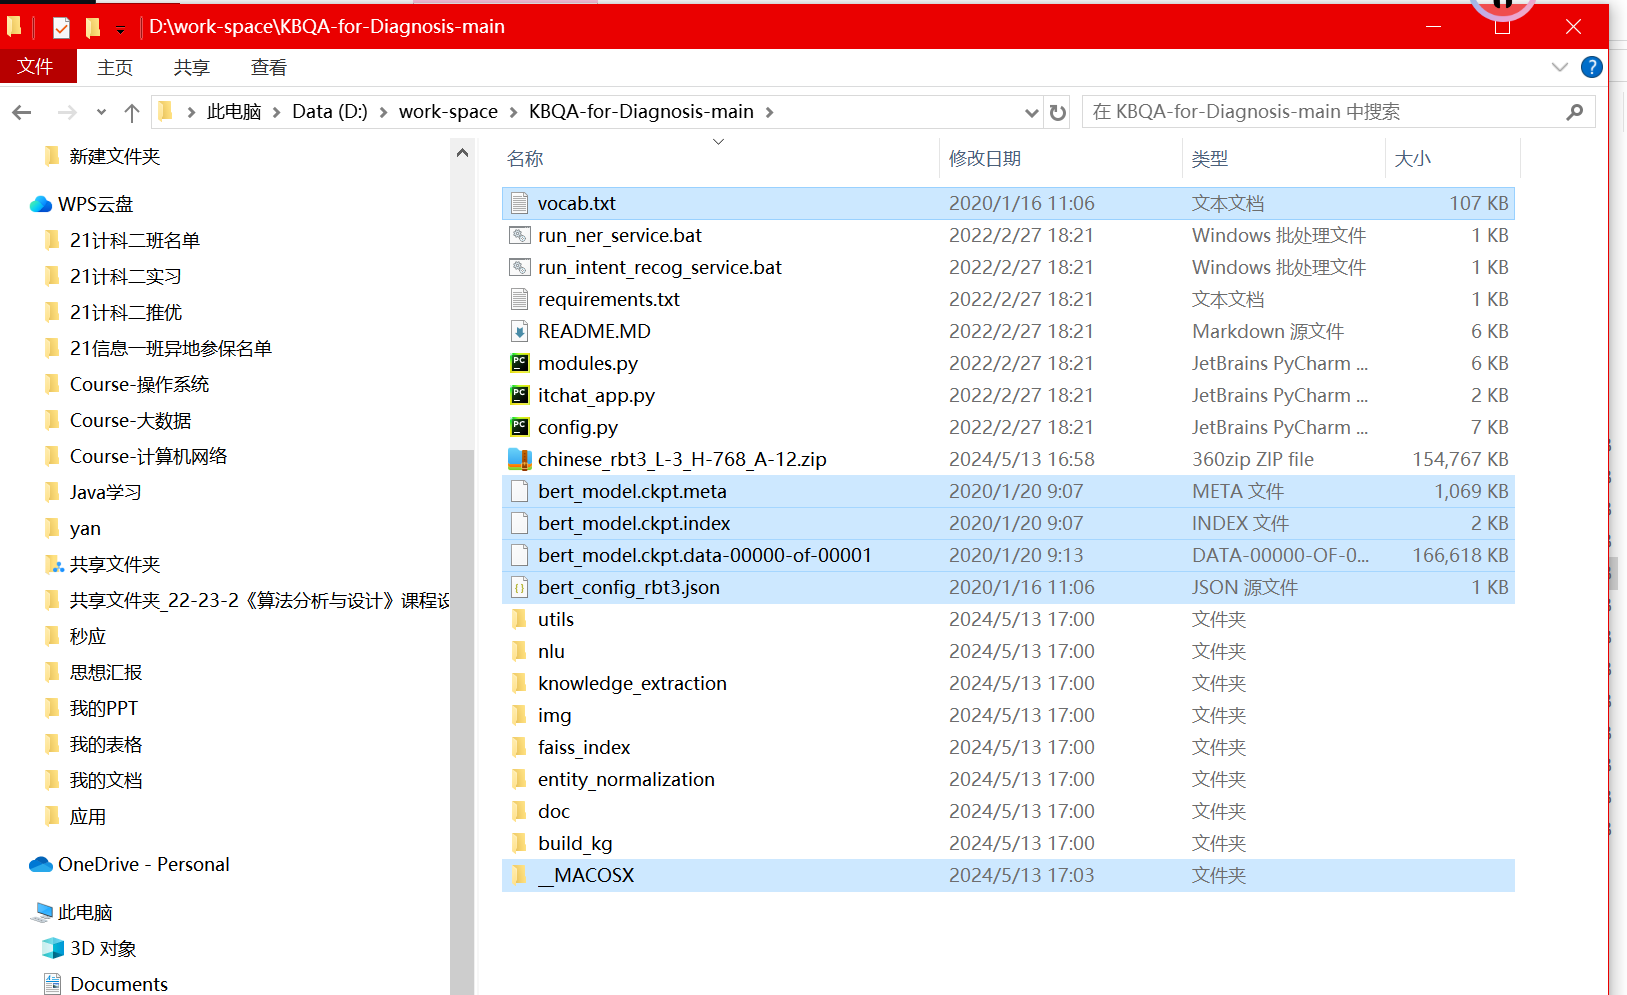 D:\work-space\KBQA-for-Diagnosis-main
文件 主页 共享 查看
此电脑 Data (D:) work-space KBQA-for-Diagnosis-main 在 KBQA-for-Diagnosis-main 中搜索
新建文件夹
WPS云盘
21计科二班名单
21计科二实习
21计科二推优
21信息一班异地参保名单
Course-操作系统
Course-大数据
Course-计算机网络
Java学习
yan
共享文件夹
共享文件夹_22-23-2《算法分析与设计》课程设
秒应
思想汇报
我的PPT
我的表格
我的文档
应用
OneDrive - Personal
此电脑
3D 对象
Documents
名称 修改日期 类型 大小
vocab.txt 2020/1/16 11:06 文本文档 107 KB
run_ner_service.bat 2022/2/27 18:21 Windows 批处理文件 1 KB
run_intent_recog_service.bat 2022/2/27 18:21 Windows 批处理文件 1 KB
requirements.txt 2022/2/27 18:21 文本文档 1 KB
README.MD 2022/2/27 18:21 Markdown 源文件 6 KB
modules.py 2022/2/27 18:21 JetBrains PyCharm ... 6 KB
itchat_app.py 2022/2/27 18:21 JetBrains PyCharm ... 2 KB
config.py 2022/2/27 18:21 JetBrains PyCharm ... 7 KB
chinese_rbt3_L-3_H-768_A-12.zip 2024/5/13 16:58 360zip ZIP file 154,767 KB
bert_model.ckpt.meta 2020/1/20 9:07 META 文件 1,069 KB
bert_model.ckpt.index 2020/1/20 9:07 INDEX 文件 2 KB
bert_model.ckpt.data-00000-of-00001 2020/1/20 9:13 DATA-00000-OF-0... 166,618 KB
bert_config_rbt3.json 2020/1/16 11:06 JSON 源文件 1 KB
utils 2024/5/13 17:00 文件夹
nlu 2024/5/13 17:00 文件夹
knowledge_extraction 2024/5/13 17:00 文件夹
img 2024/5/13 17:00 文件夹
faiss_index 2024/5/13 17:00 文件夹
entity_normalization 2024/5/13 17:00 文件夹
doc 2024/5/13 17:00 文件夹
build_kg 2024/5/13 17:00 文件夹
__MACOSX 2024/5/13 17:03 文件夹